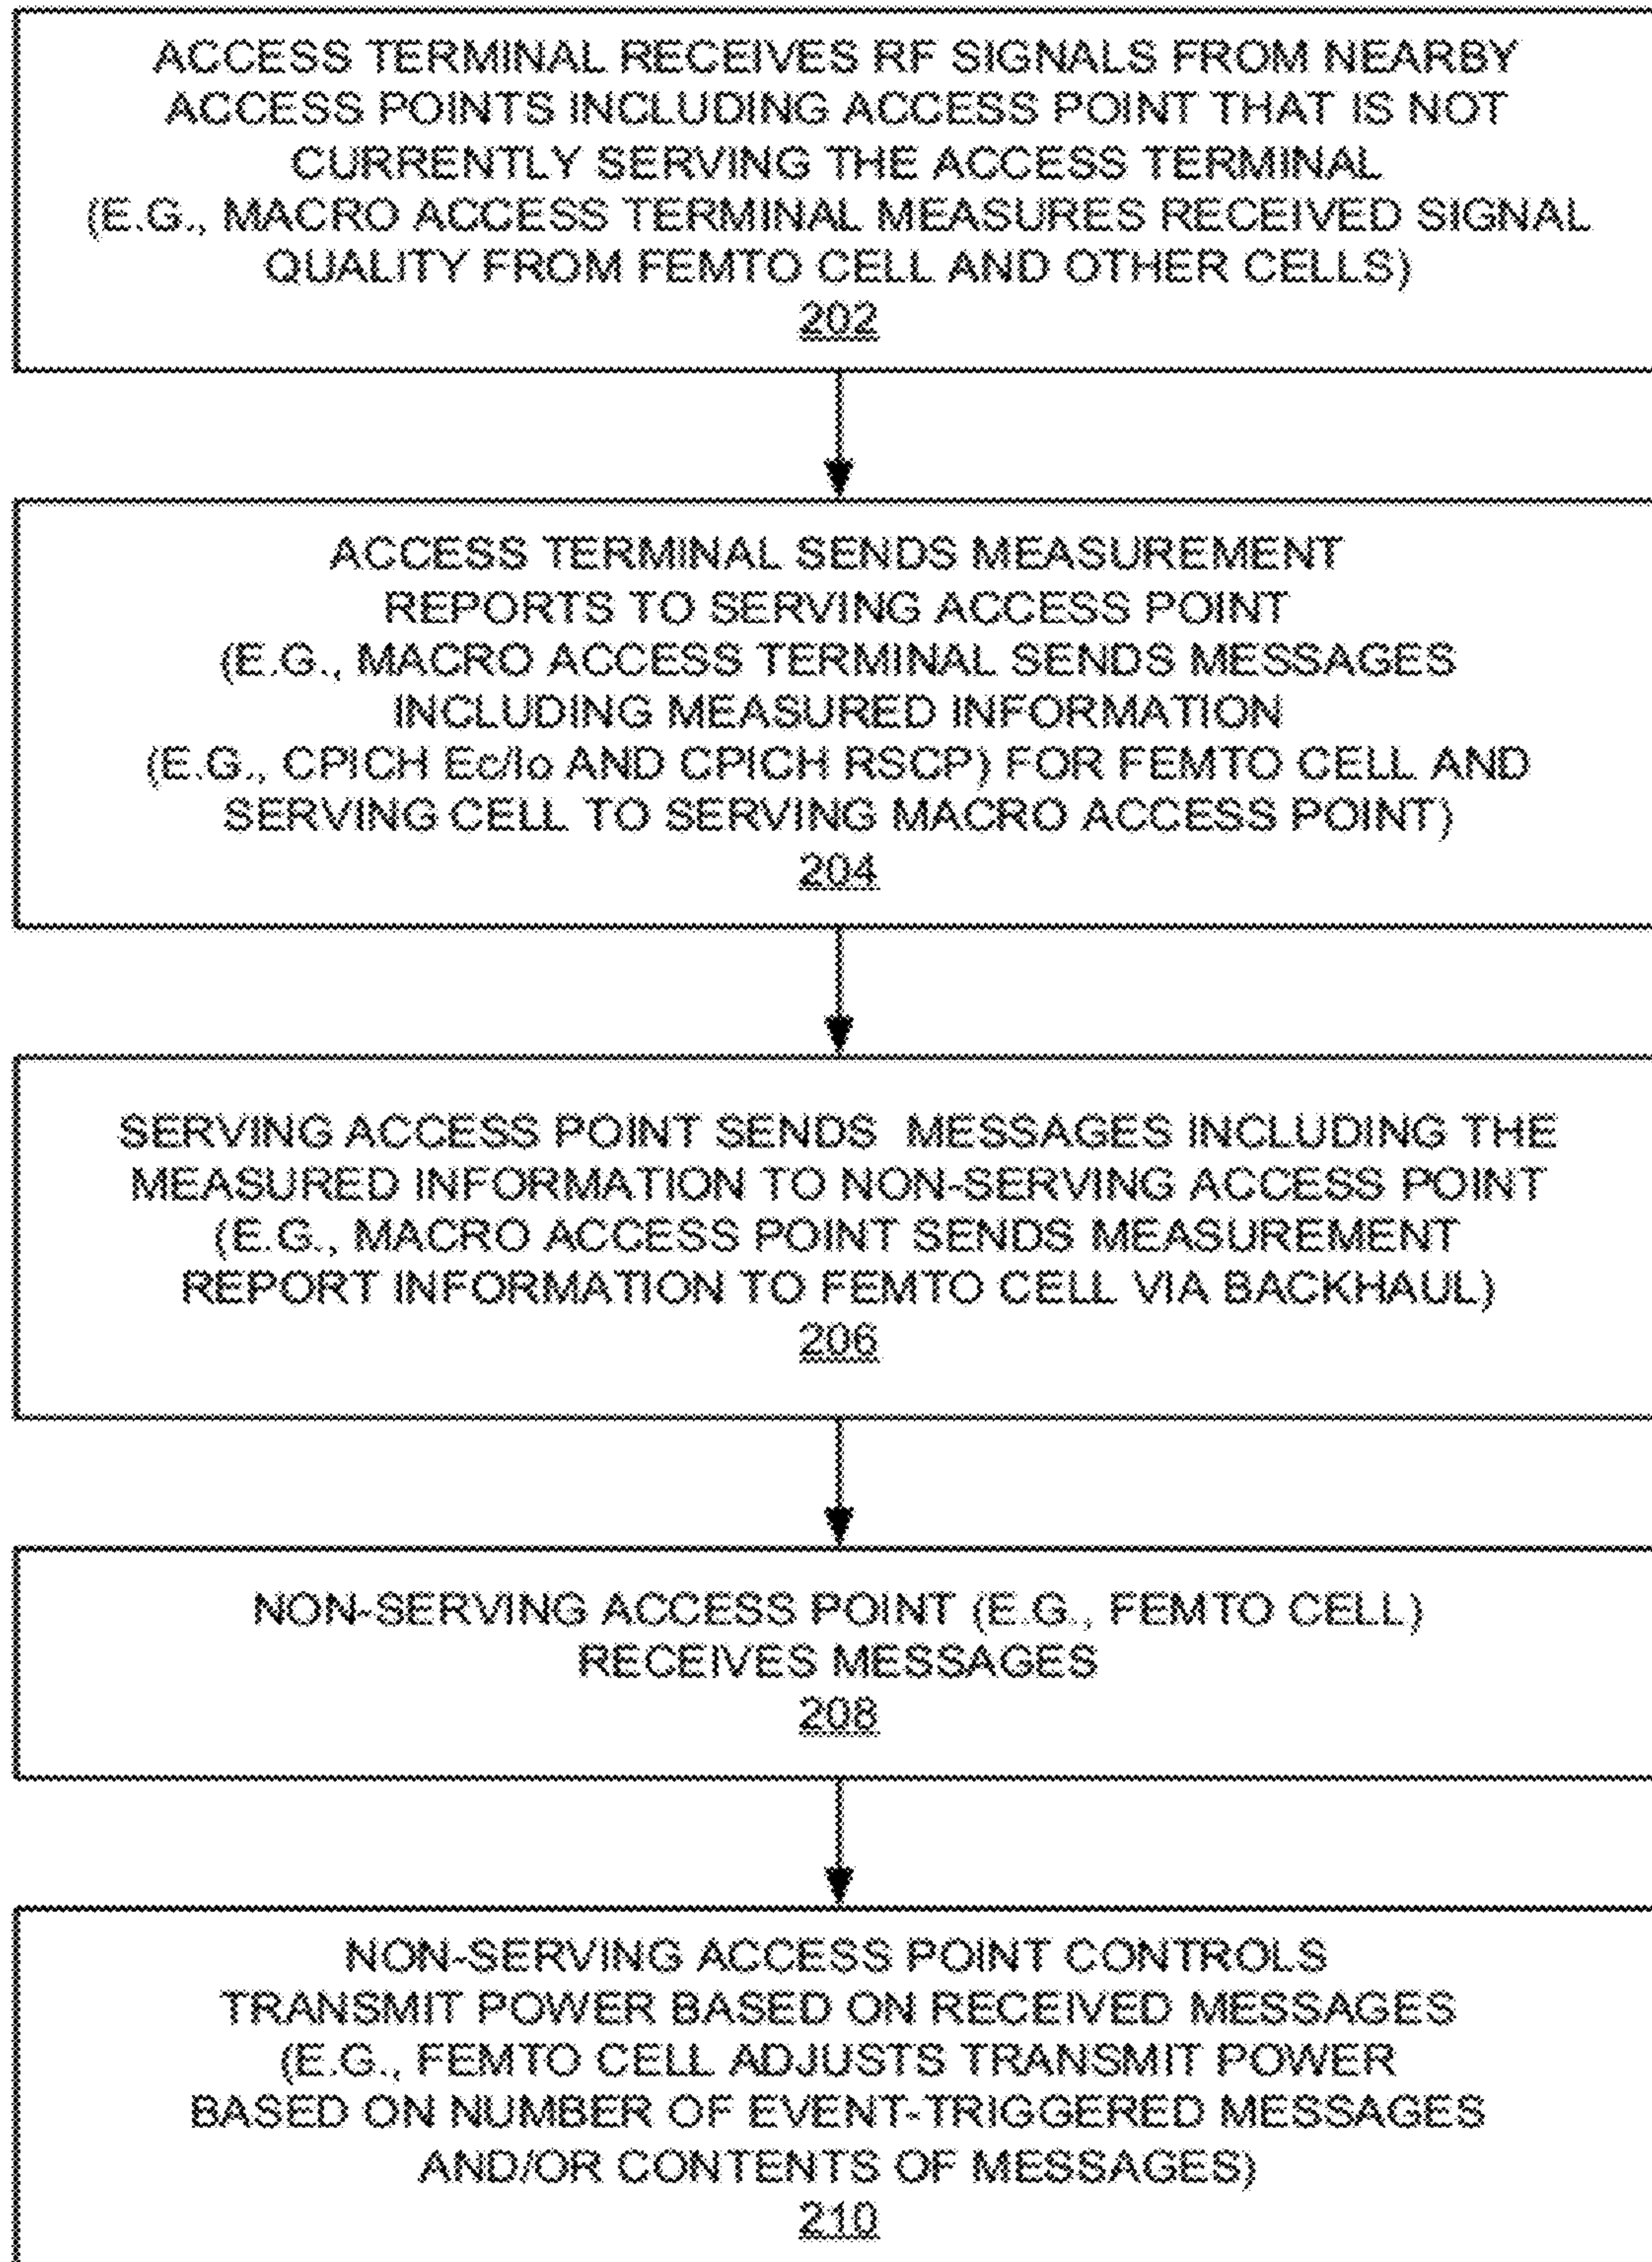 ACCESS TERMINAL RECEIVES RF SIGNALS FROM NEARBY
ACCESS POINTS INCLUDING ACCESS POINT THAT IS NOT
CURRENTLY SERVING THE ACCESS TERMINAL
(E.G., MACRO ACCESS TERMINAL MEASURES RECEIVED SIGNAL
QUALITY FROM FEMTO CELL AND OTHER CELLS)
202
ACCESS TERMINAL SENDS MEASUREMENT
REPORTS TO SERVING ACCESS POINT
(E.G., MACRO ACCESS TERMINAL SENDS MESSAGES
INCLUDING MEASURED INFORMATION
(E.G., CPICH Ec/Io AND CPICH RSCP) FOR FEMTO CELL AND
SERVING CELL TO SERVING MACRO ACCESS POINT)
204
SERVING ACCESS POINT SENDS MESSAGES INCLUDING THE
MEASURED INFORMATION TO NON-SERVING ACCESS POINT
(E.G., MACRO ACCESS POINT SENDS MEASUREMENT
REPORT INFORMATION TO FEMTO CELL VIA BACKHAUL)
206
NON-SERVING ACCESS POINT (E.G., FEMTO CELL)
RECEIVES MESSAGES
208
NON-SERVING ACCESS POINT CONTROLS
TRANSMIT POWER BASED ON RECEIVED MESSAGES
(E.G., FEMTO CELL ADJUSTS TRANSMIT POWER
BASED ON NUMBER OF EVENT-TRIGGERED MESSAGES
AND/OR CONTENTS OF MESSAGES)
210